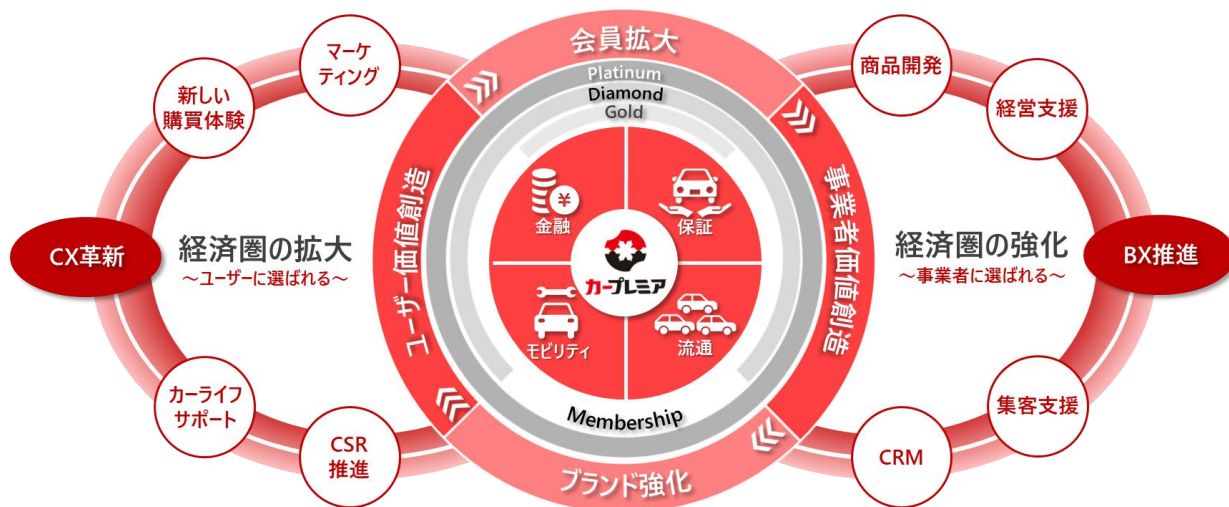 マーケ
ティング
新しい
購買体験
CX革新
経済圏の拡大
～ユーザーに選ばれる～
カーライフ
サポート
CSR
推進
会員拡大
Platinum
Diamond
Gold
ユーザー価値創造
金融
保証
カープレミア
モビリティ
流通
Membership
ブランド強化
事業者価値創造
商品開発
経営支援
経済圏の強化
～事業者に選ばれる～
BX推進
集客支援
CRM